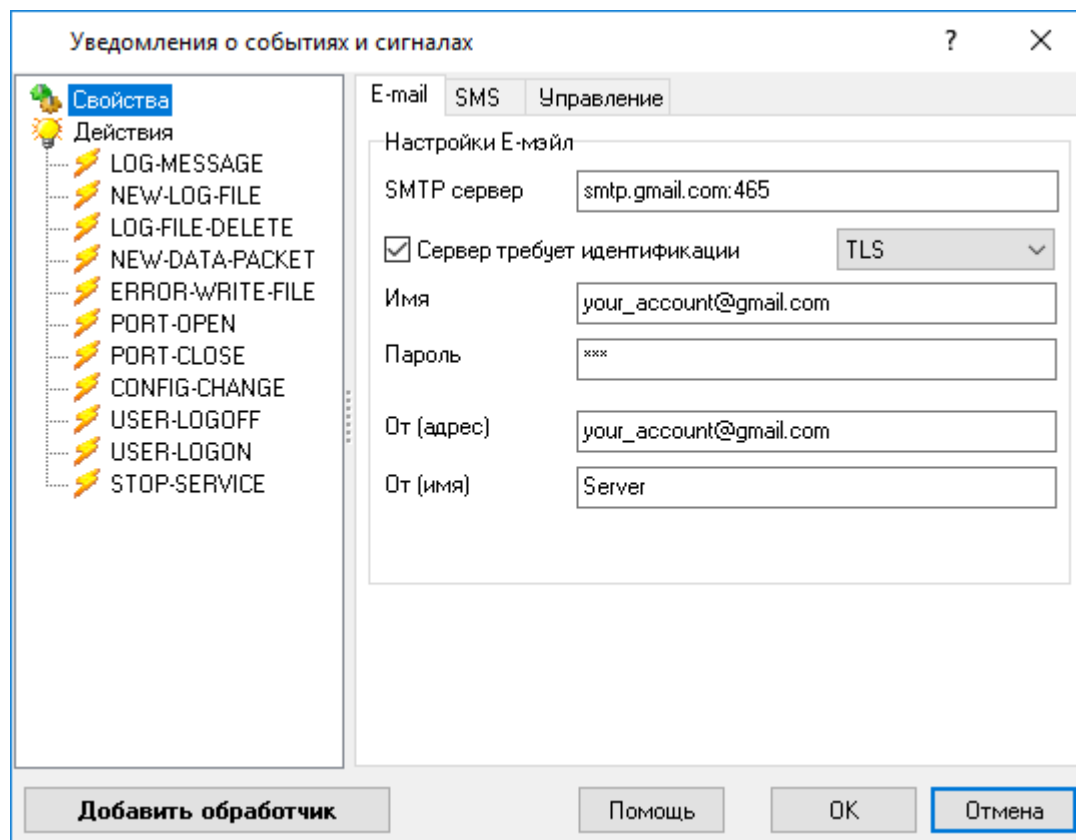 Уведомления о событиях и сигналах
?
Свойства
Действия
LOG-MESSAGE
NEW-LOG-FILE
LOG-FILE-DELETE
NEW-DATA-PACKET
ERROR-WRITE-FILE
PORT-OPEN
PORT-CLOSE
CONFIG-CHANGE
USER-LOGOFF
USER-LOGON
STOP-SERVICE
E-mail SMS Управление
Настройки Е-мэйл
SMTP сервер smtp.gmail.com:465
Сервер требует идентификации TLS
Имя your_account@gmail.com
Пароль ***
От (адрес) your_account@gmail.com
От (имя) Server
Добавить обработчик Помощь OK Отмена